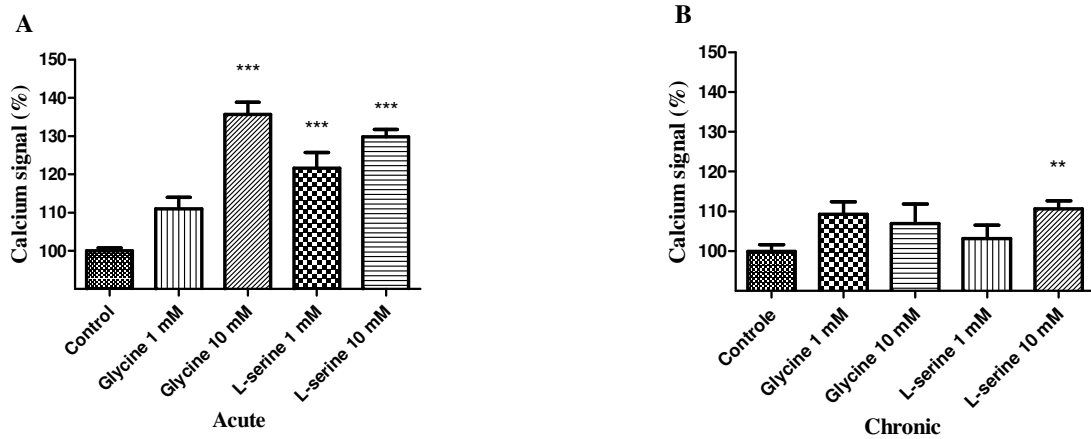 A
Calcium signal (%)
150
140
130
120
110
100
***
***
***
Control
Glycine 1 mM
Glycine 10 mM
L-serine 1 mM
L-serine 10 mM
Acute
B
Calcium signal (%)
150
140
130
120
110
100
**
Controle
Glycine 1 mM
Glycine 10 mM
L-serine 1 mM
L-serine 10 mM
Chronic